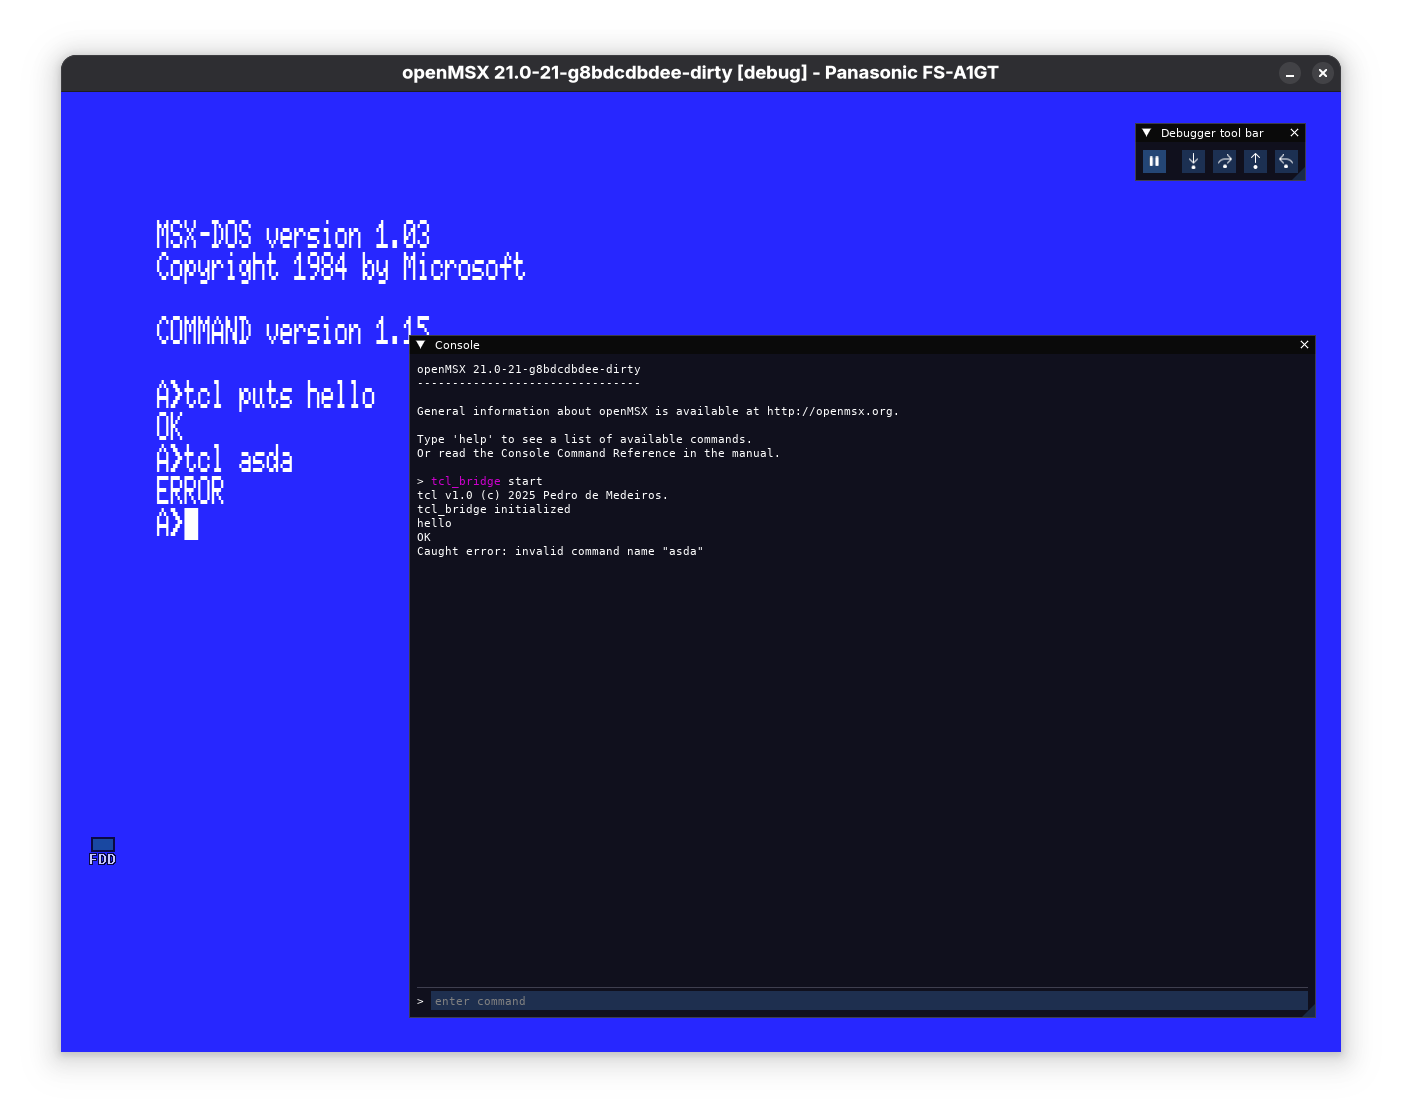 openMSX 21.0-21-g8bdcdbdee-dirty [debug] - Panasonic FS-A1GT
Debugger tool bar
MSX-DOS version 1.03
Copyright 1984 by Microsoft
COMMAND version 1.15
A>tcl puts hello
OK
A>tcl asda
ERROR
A>
Console
openMSX 21.0-21-g8bdcdbdee-dirty
--------------------------------
General information about openMSX is available at http://openmsx.org.
Type 'help' to see a list of available commands.
Or read the Console Command Reference in the manual.
> tcl_bridge start
tcl v1.0 (c) 2025 Pedro de Medeiros.
tcl_bridge initialized
hello
OK
Caught error: invalid command name "asda"
> enter command
FDD